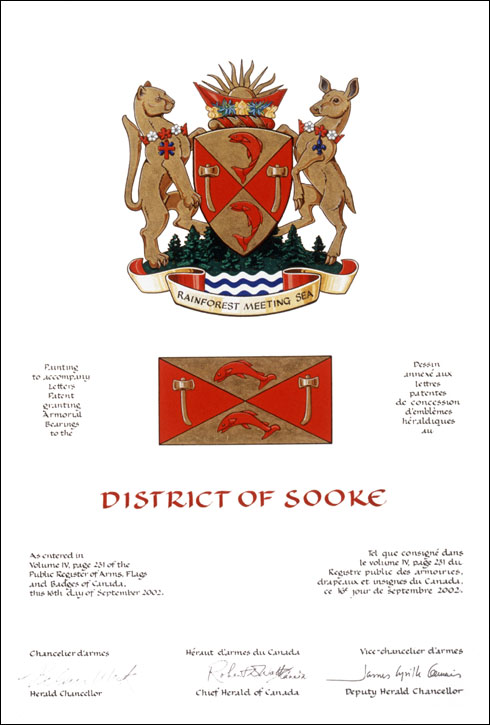 RAINFOREST MEETING SEA
Painting
to accompany
Letters
Patent
granting
Armorial
Bearings
to the
Dessin
annexé aux
lettres
patentes
de concession
d'emblèmes
héraldiques
au
DISTRICT OF SOOKE
As entered in
Volume IV, page 231 of the
Public Register of Arms, Flags
and Badges of Canada,
this 16th day of September 2002.
Tel que consigné dans
le volume IV, page 231 du
Registre public des armoiries,
drapeaux et insignes du Canada,
ce 16e jour de septembre 2002.
Chancelier d'armes
Héraut d'armes du Canada
Vice-chancelier d'armes
Herald Chancellor
Chief Herald of Canada
Deputy Herald Chancellor